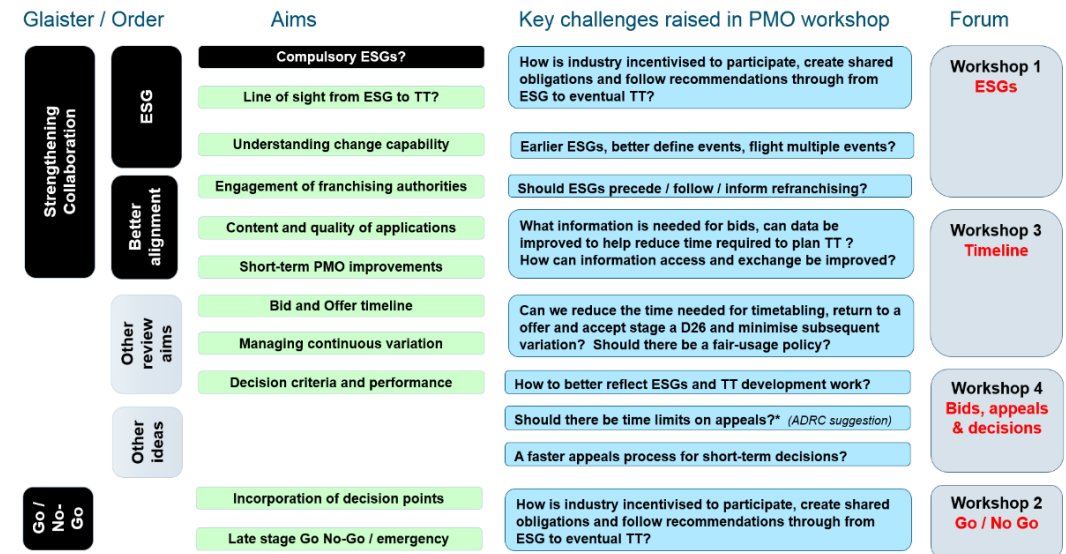 Glaister / Order
Aims
Key challenges raised in PMO workshop
Forum
Strengthening
Collaboration
ESG
Compulsory ESGs?
Line of sight from ESG to TT?
Understanding change capability
How is industry incentivised to participate, create shared
obligations and follow recommendations through from
ESG to eventual TT?
Earlier ESGs, better define events, flight multiple events?
Workshop 1
ESGs
Better
alignment
Engagement of franchising authorities
Content and quality of applications
Short-term PMO improvements
Should ESGs precede / follow / inform refranchising?
What information is needed for bids, can data be
improved to help reduce time required to plan TT ?
How can information access and exchange be improved?
Workshop 3
Timeline
Other
review
aims
Bid and Offer timeline
Managing continuous variation
Decision criteria and performance
Can we reduce the time needed for timetabling, return to a
offer and accept stage a D26 and minimise subsequent
variation? Should there be a fair-usage policy?
How to better reflect ESGs and TT development work?
Workshop 4
Bids, appeals
& decisions
Other
ideas
Should there be time limits on appeals?* (ADRC suggestion)
A faster appeals process for short-term decisions?
Go /
No-
Go
Incorporation of decision points
Late stage Go No-Go / emergency
How is industry incentivised to participate, create shared
obligations and follow recommendations through from
ESG to eventual TT?
Workshop 2
Go / No Go